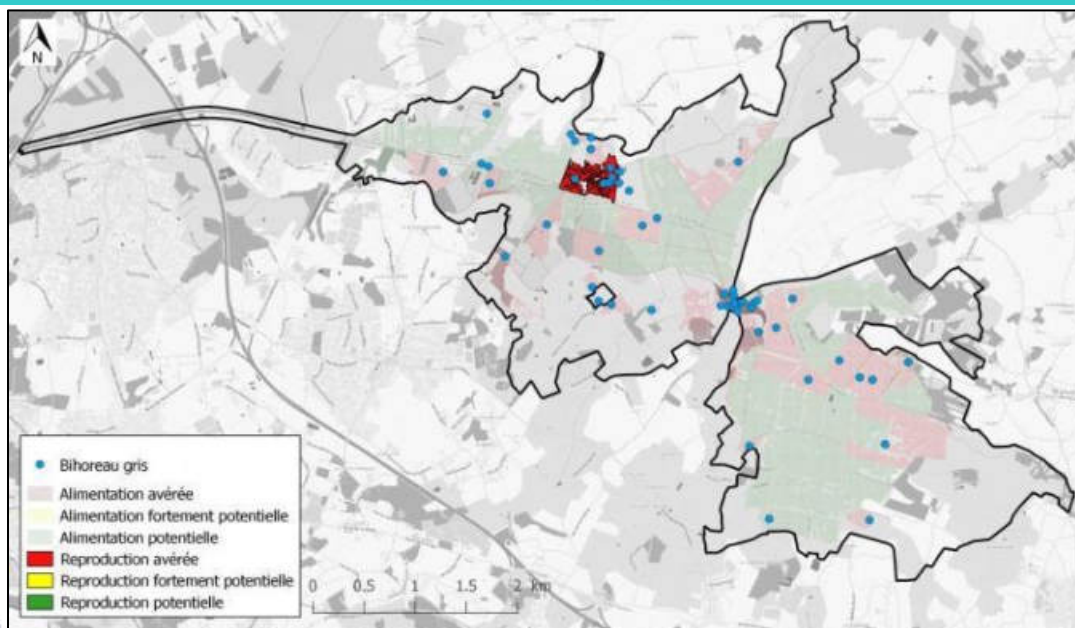 N
Bihoreau gris
Alimentation avérée
Alimentation fortement potentielle
Alimentation potentielle
Reproduction avérée
Reproduction fortement potentielle
Reproduction potentielle
0 0.5 1 1.5 2 km